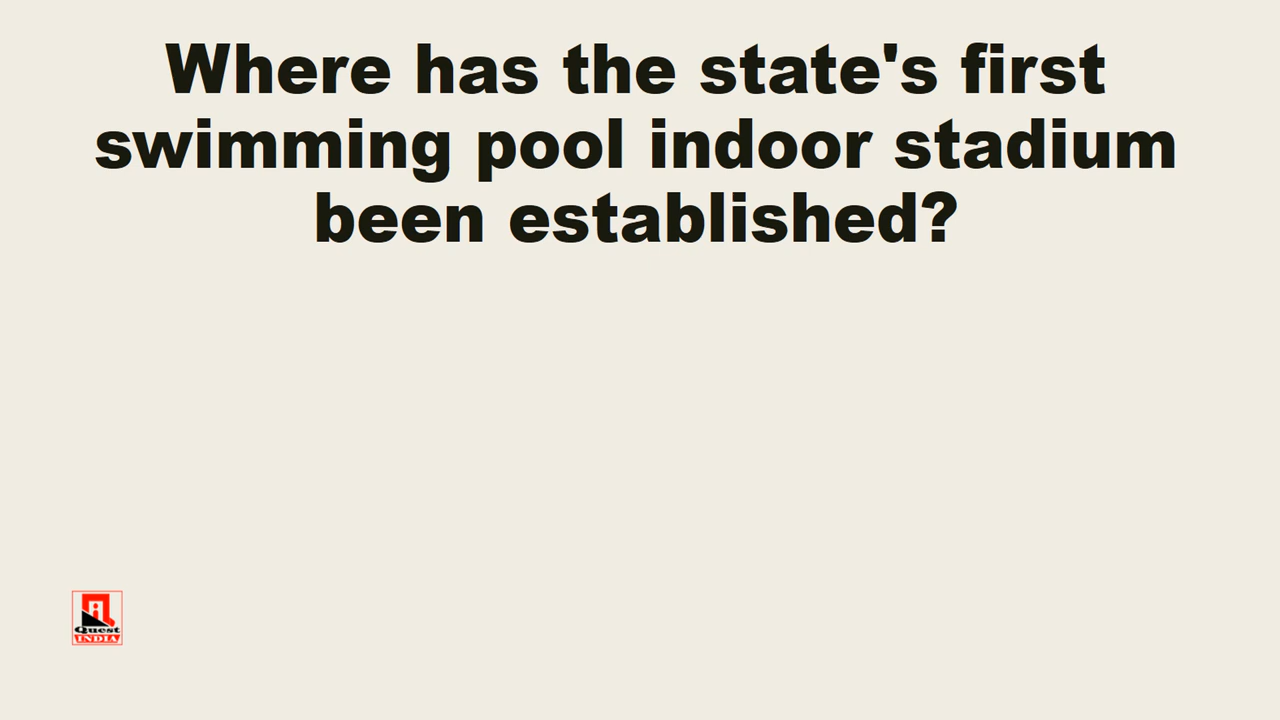 Where has the state's first
swimming pool indoor stadium
been established?
Quest
INDIA